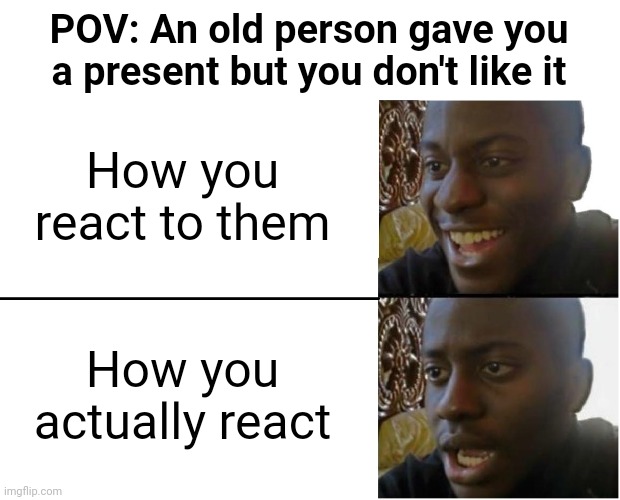 POV: An old person gave you
a present but you don't like it
How you
react to them
How you
actually react
imgflip.com